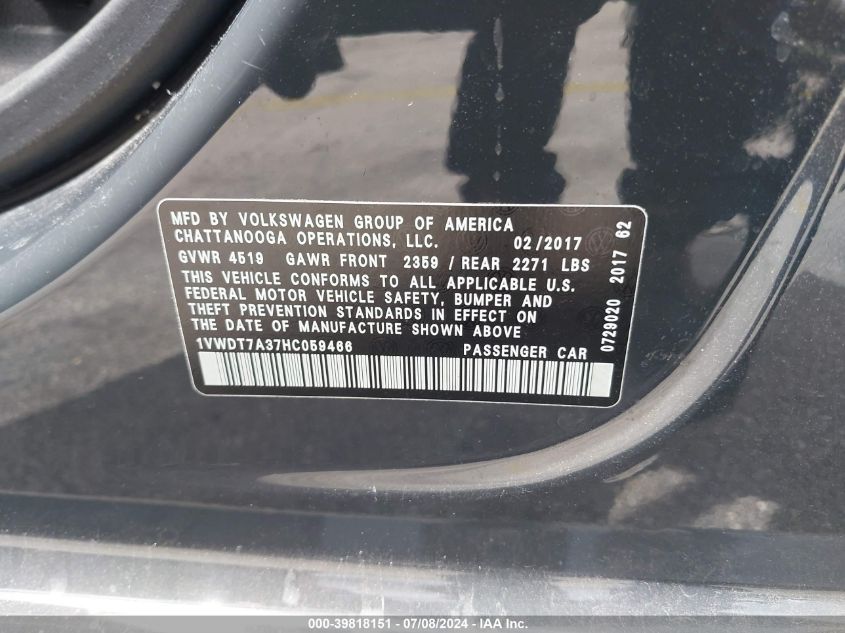 MFD BY VOLKSWAGEN GROUP OF AMERICA
CHATTANOOGA OPERATIONS, LLC. 02/2017
GVWR 4519 GAWR FRONT 2359 / REAR 2271 LBS
THIS VEHICLE CONFORMS TO ALL APPLICABLE U.S.
FEDERAL MOTOR VEHICLE SAFETY, BUMPER AND
THEFT PREVENTION STANDARDS IN EFFECT ON
THE DATE OF MANUFACTURE SHOWN ABOVE
1VWDT7A37HC059466 PASSENGER CAR
0729020 2017 62
000-39818151 - 07/08/2024 - IAA Inc.